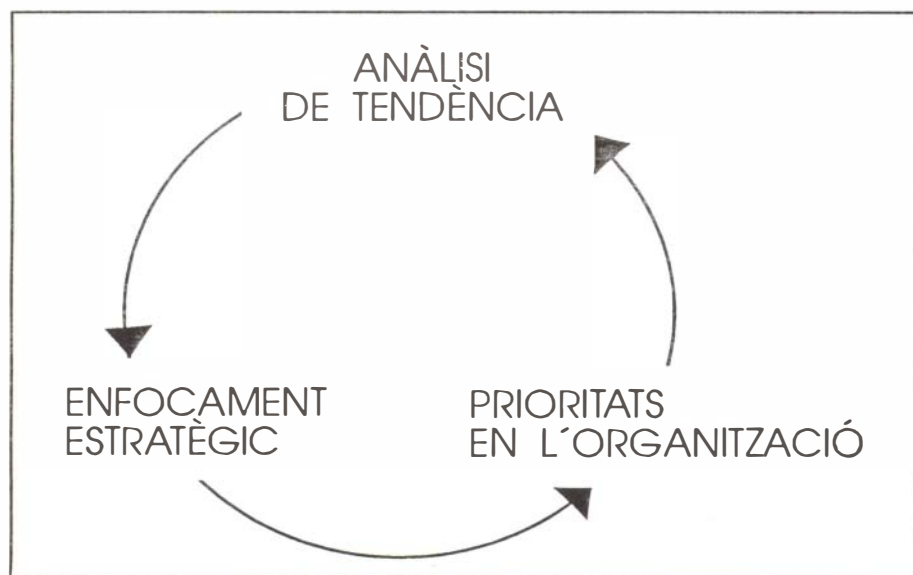 ANÀLISI
DE TENDÈNCIA
ENFOCAMENT
ESTRATÈGIC
PRIORITATS
EN L´ORGANITZACIÓ